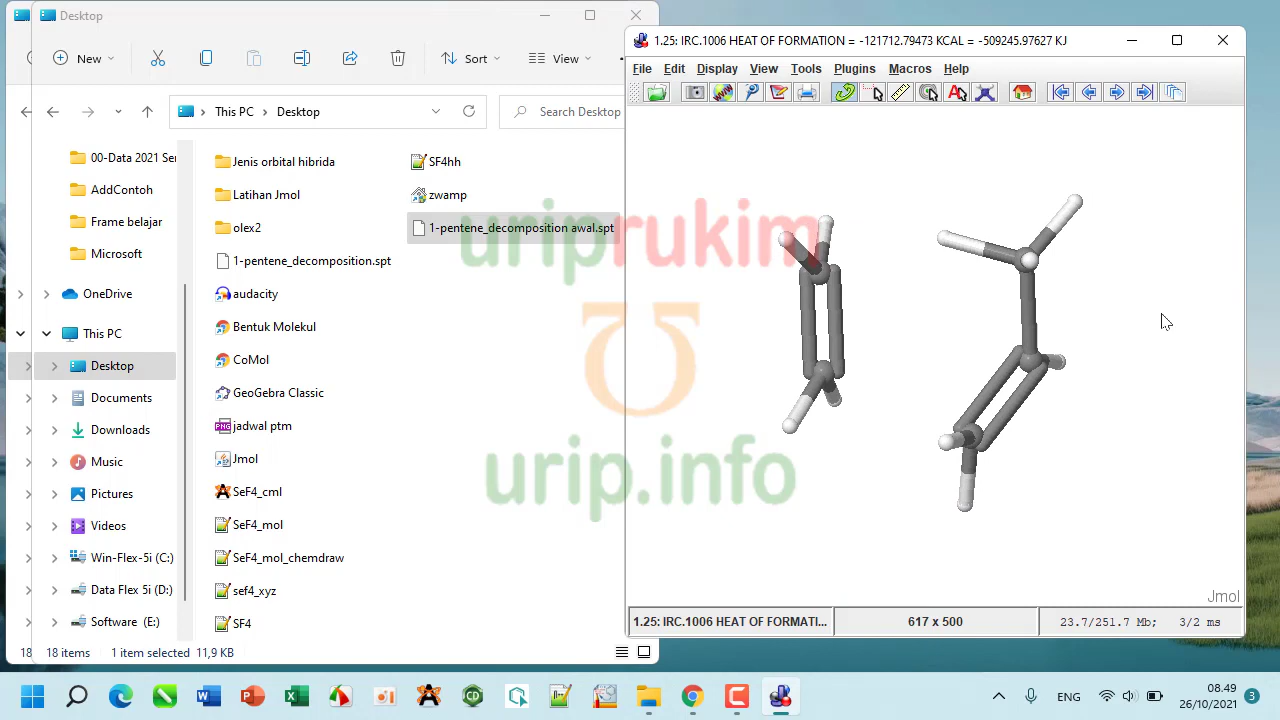 Desktop
New
Sort
View
This PC
Desktop
Search Desktop
00-Data 2021 Ser
AddContoh
Frame belajar
Microsoft
OneDrive
This PC
Desktop
Documents
Downloads
Music
Pictures
Videos
Win-Flex-5i (C:)
Data Flex 5i (D:)
Software (E:)
Jenis orbital hibrida
Latihan Jmol
olex2
1-pentene_decomposition.spt
audacity
Bentuk Molekul
CoMol
GeoGebra Classic
jadwal ptm
Jmol
SeF4_cml
SeF4_mol
SeF4_mol_chemdraw
sef4_xyz
SF4
SF4hh
zwamp
1-pentene_decomposition awal.spt
18
18 items
1 item selected
11,9 KB
1.25: IRC.1006 HEAT OF FORMATION = -121712.79473 KCAL = -509245.97627 KJ
File Edit Display View Tools Plugins Macros Help
Jmol
1.25: IRC.1006 HEAT OF FORMATI...
617 x 500
23.7/251.7 Mb; 3/2 ms
uriprukim
urip.info
ENG
08.49
26/10/2021
3